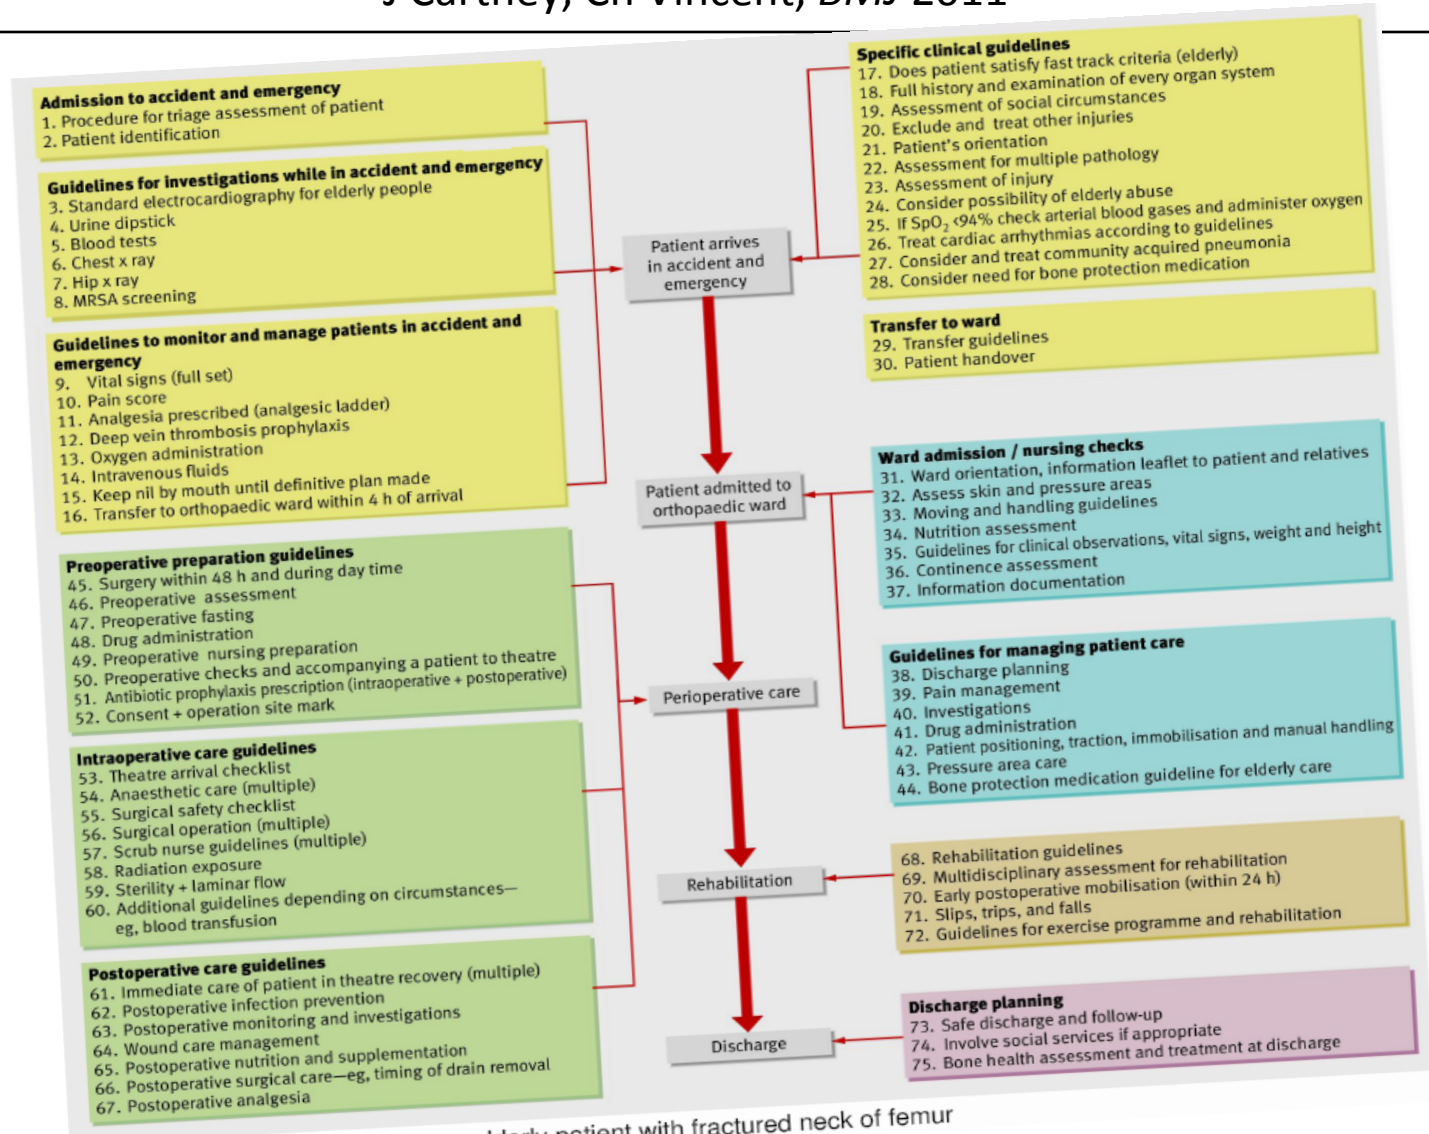 J Cartney, Ch Vincent, BMJ 2011
Admission to accident and emergency
1. Procedure for triage assessment of patient
2. Patient identification
Guidelines for investigations while in accident and emergency
3. Standard electrocardiography for elderly people
4. Urine dipstick
5. Blood tests
6. Chest x ray
7. Hip x ray
8. MRSA screening
Guidelines to monitor and manage patients in accident and
emergency
9. Vital signs (full set)
10. Pain score
11. Analgesia prescribed (analgesic ladder)
12. Deep vein thrombosis prophylaxis
13. Oxygen administration
14. Intravenous fluids
15. Keep nil by mouth until definitive plan made
16. Transfer to orthopaedic ward within 4 h of arrival
Specific clinical guidelines
17. Does patient satisfy fast track criteria (elderly)
18. Full history and examination of every organ system
19. Assessment of social circumstances
20. Exclude and treat other injuries
21. Patient's orientation
22. Assessment for multiple pathology
23. Assessment of injury
24. Consider possibility of elderly abuse
25. If SpO₂ <94% check arterial blood gases and administer oxygen
26. Treat cardiac arrhythmias according to guidelines
27. Consider and treat community acquired pneumonia
28. Consider need for bone protection medication
Transfer to ward
29. Transfer guidelines
30. Patient handover
Patient arrives
in accident and
emergency
Patient admitted to
orthopaedic ward
Ward admission / nursing checks
31. Ward orientation, information leaflet to patient and relatives
32. Assess skin and pressure areas
33. Moving and handling guidelines
34. Nutrition assessment
35. Guidelines for clinical observations, vital signs, weight and height
36. Continence assessment
37. Information documentation
Guidelines for managing patient care
38. Discharge planning
39. Pain management
40. Investigations
41. Drug administration
42. Patient positioning, traction, immobilisation and manual handling
43. Pressure area care
44. Bone protection medication guideline for elderly care
Preoperative preparation guidelines
45. Surgery within 48 h and during day time
46. Preoperative assessment
47. Preoperative fasting
48. Drug administration
49. Preoperative nursing preparation
50. Preoperative checks and accompanying a patient to theatre
51. Antibiotic prophylaxis prescription (intraoperative + postoperative)
52. Consent + operation site mark
Perioperative care
Intraoperative care guidelines
53. Theatre arrival checklist
54. Anaesthetic care (multiple)
55. Surgical safety checklist
56. Surgical operation (multiple)
57. Scrub nurse guidelines (multiple)
58. Radiation exposure
59. Sterility + laminar flow
60. Additional guidelines depending on circumstances—
eg, blood transfusion
Postoperative care guidelines
61. Immediate care of patient in theatre recovery (multiple)
62. Postoperative infection prevention
63. Postoperative monitoring and investigations
64. Wound care management
65. Postoperative nutrition and supplementation
66. Postoperative surgical care—eg, timing of drain removal
67. Postoperative analgesia
Rehabilitation
68. Rehabilitation guidelines
69. Multidisciplinary assessment for rehabilitation
70. Early postoperative mobilisation (within 24 h)
71. Slips, trips, and falls
72. Guidelines for exercise programme and rehabilitation
Discharge
Discharge planning
73. Safe discharge and follow-up
74. Involve social services if appropriate
75. Bone health assessment and treatment at discharge
patient with fractured neck of femur